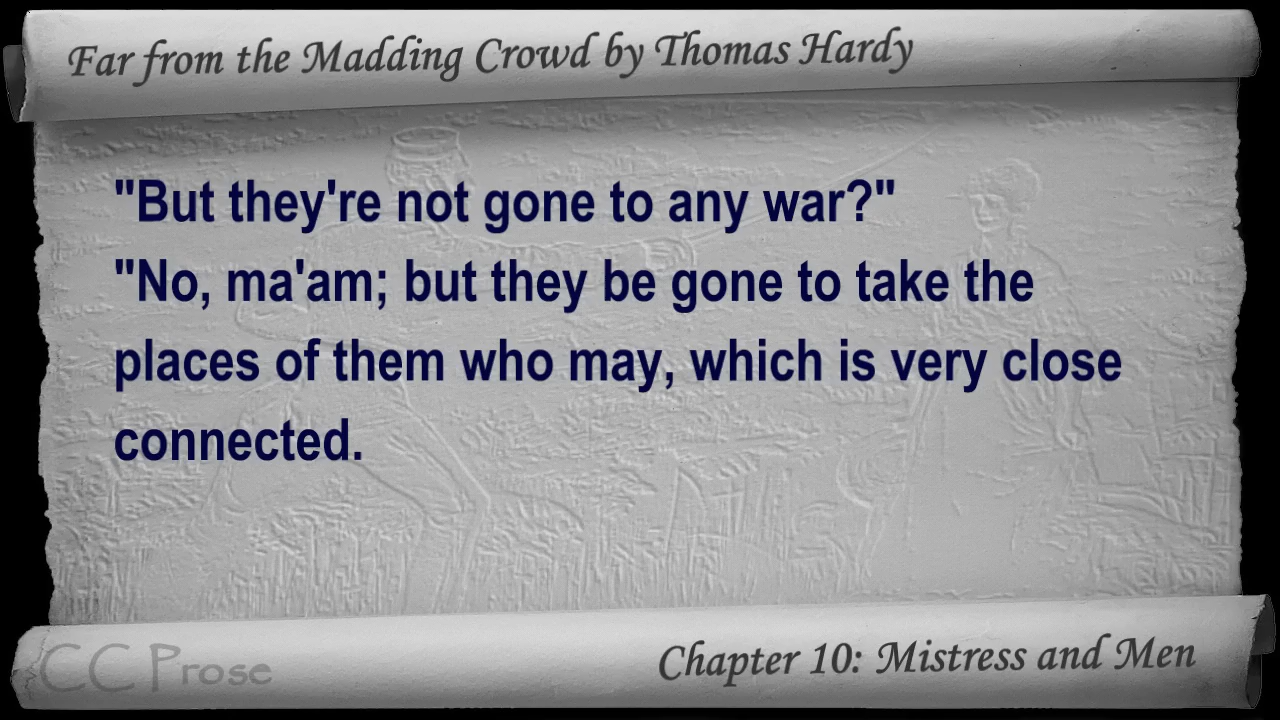 Far from the Madding Crowd by Thomas Hardy
"But they're not gone to any war?"
"No, ma'am; but they be gone to take the
places of them who may, which is very close
connected.
CC Prose
Chapter 10: Mistress and Men